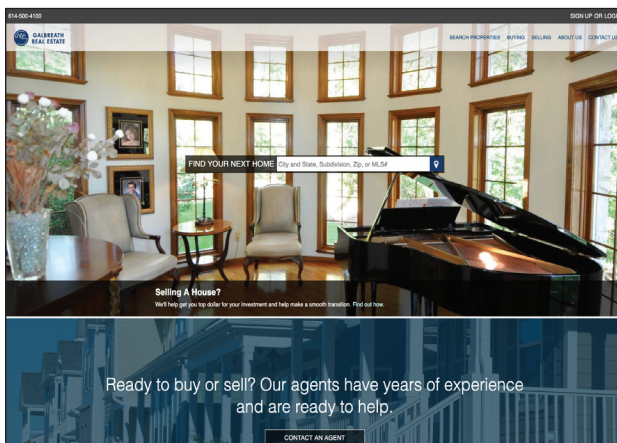 614-500-4100
SIGN UP OR LOGI
GALBREATH
REAL ESTATE
SEARCH PROPERTIES BUYING SELLING ABOUT US CONTACT US
FIND YOUR NEXT HOME City and State, Subdivision, Zip, or MLS#
Selling A House?
We'll help get you top dollar for your investment and help make a smooth transition. Find out how.
Ready to buy or sell? Our agents have years of experience
and are ready to help.
CONTACT AN AGENT